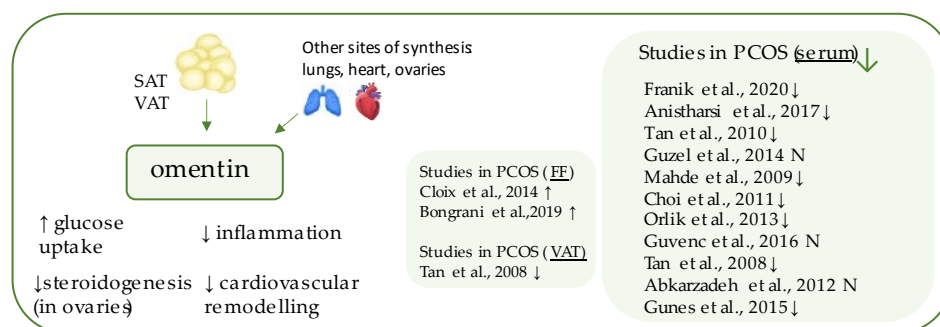 SAT
VAT
Other sites of synthesis
lungs, heart, ovaries
omentin
↑ glucose
uptake
↓ inflammation
↓steroidogenesis
(in ovaries)
↓ cardiovascular
remodelling
Studies in PCOS (FF)
Cloix et al., 2014 ↑
Bongrani et al.,2019 ↑
Studies in PCOS (VAT)
Tan et al., 2008 ↓
Studies in PCOS (serum)↓
Franik et al., 2020↓
Anistharsi et al., 2017↓
Tan et al., 2010↓
Guzel et al., 2014 N
Mahde et al., 2009↓
Choi et al., 2011↓
Orlik et al., 2013↓
Guvenc et al., 2016 N
Tan et al., 2008↓
Abkarzadeh et al., 2012 N
Gunes et al., 2015↓